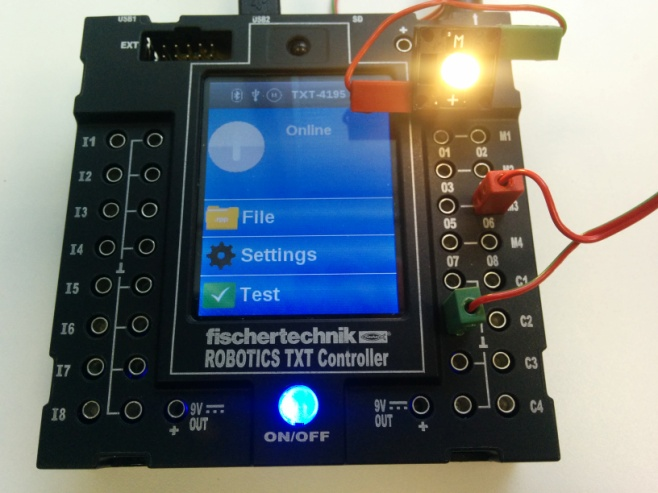 USB1 USB2 SD
EXT
TXT-4195
Online
File
Settings
Test
I1
I2
I3
I4
I5
I6
I7
I8
M1
O1 O2
O3
M3
O5 O6
M4
O7 O8
C1
C2
C3
C4
fischertechnik
ROBOTICS TXT Controller
9V
OUT
ON/OFF
9V
OUT